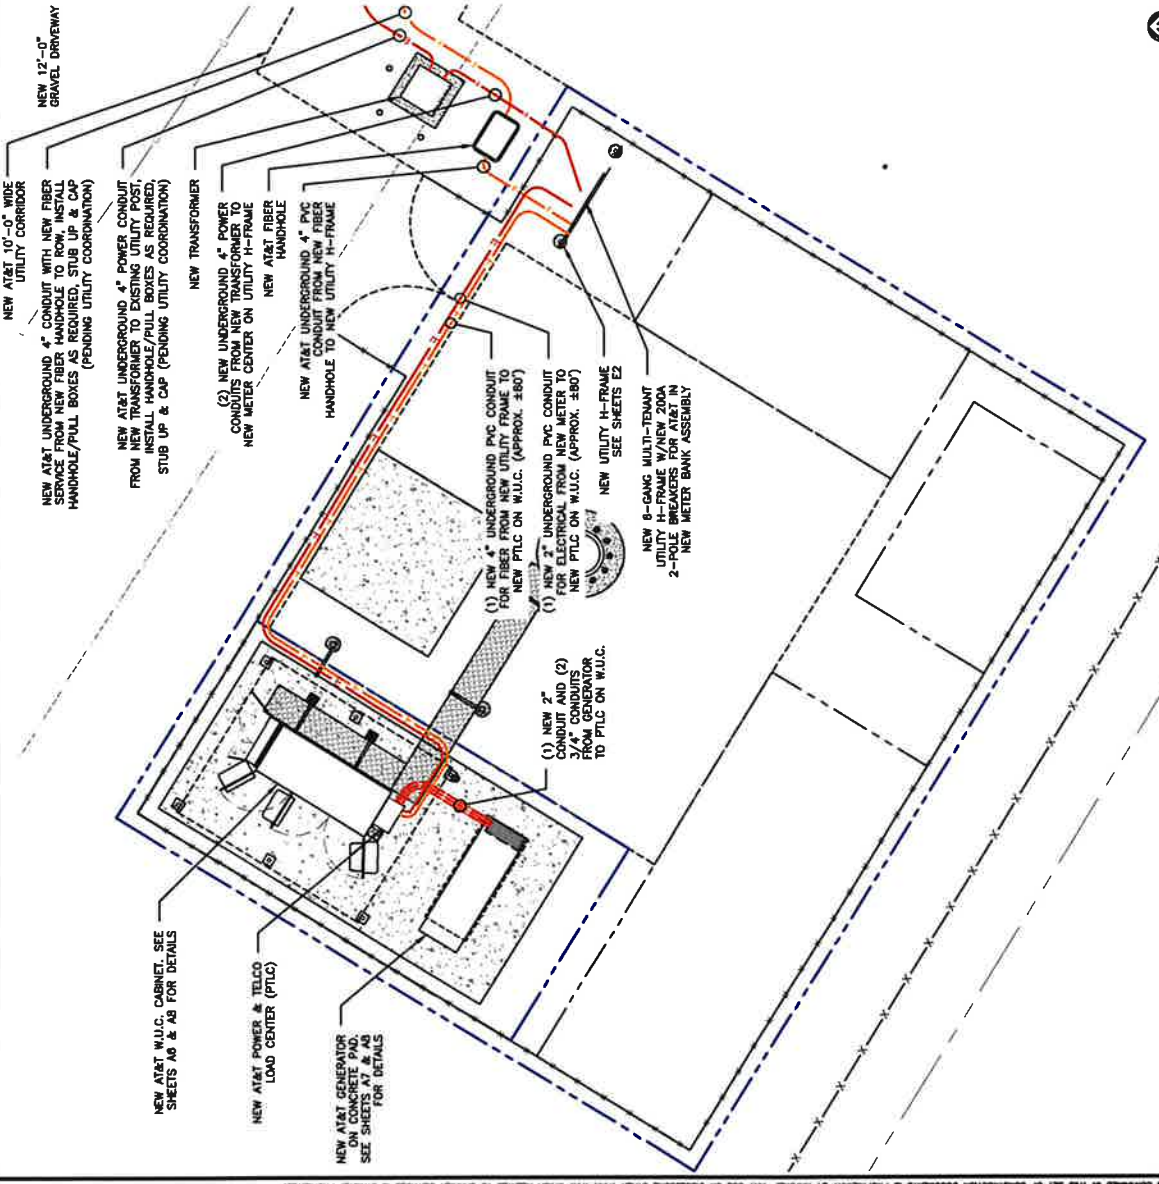 NEW AT&T 10'-0" WIDE
UTILITY CORRIDOR
NEW 12'-0"
GRAVEL DRIVEWAY
NEW AT&T UNDERGROUND 4" CONDUIT WITH NEW FIBER
SERVICE FROM NEW FIBER HANDHOLE TO ROW, INSTALL
HANDHOLE/PULL BOXES AS REQUIRED, STUB UP & CAP
(PENDING UTILITY COORDINATION)
NEW AT&T UNDERGROUND 4" POWER CONDUIT
FROM NEW TRANSFORMER TO EXISTING UTILITY POST,
INSTALL HANDHOLE/PULL BOXES AS REQUIRED,
STUB UP & CAP (PENDING UTILITY COORDINATION)
NEW TRANSFORMER
(2) NEW UNDERGROUND 4" POWER
CONDUITS FROM NEW TRANSFORMER TO
NEW METER CENTER ON UTILITY H-FRAME
NEW AT&T FIBER
HANDHOLE
NEW AT&T UNDERGROUND 4" PVC
CONDUIT FROM NEW FIBER
HANDHOLE TO NEW UTILITY H-FRAME
(1) NEW 4" UNDERGROUND PVC CONDUIT
FOR FIBER FROM NEW UTILITY FRAME TO
NEW PTLC ON W.U.C. (APPROX. ±80')
(1) NEW 2" UNDERGROUND PVC CONDUIT
FOR ELECTRICAL FROM NEW METER TO
NEW PTLC ON W.U.C. (APPROX. ±80')
NEW UTILITY H-FRAME
SEE SHEETS E2
NEW 6-GANG MULTI-TENANT
UTILITY H-FRAME W/NEW 200A
2-POLE BREAKERS FOR AT&T IN
NEW METER BANK ASSEMBLY
(1) NEW 2"
CONDUIT AND (2)
3/4" CONDUITS
FROM GENERATOR
TO PTLC ON W.U.C.
NEW AT&T W.U.C. CABINET. SEE
SHEETS A6 & A8 FOR DETAILS
NEW AT&T POWER & TELCO
LOAD CENTER (PTLC)
NEW AT&T GENERATOR
ON CONCRETE PAD.
SEE SHEETS A7 & A8
FOR DETAILS